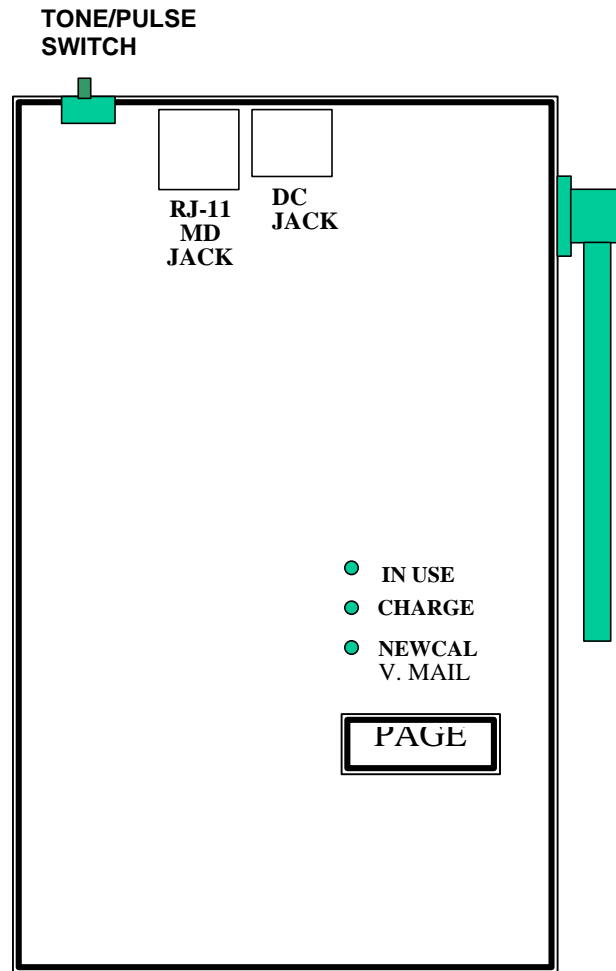 TONE/PULSE
SWITCH
RJ-11
MD
JACK
DC
JACK
IN USE
CHARGE
NEWCAL
V. MAIL
PAGE